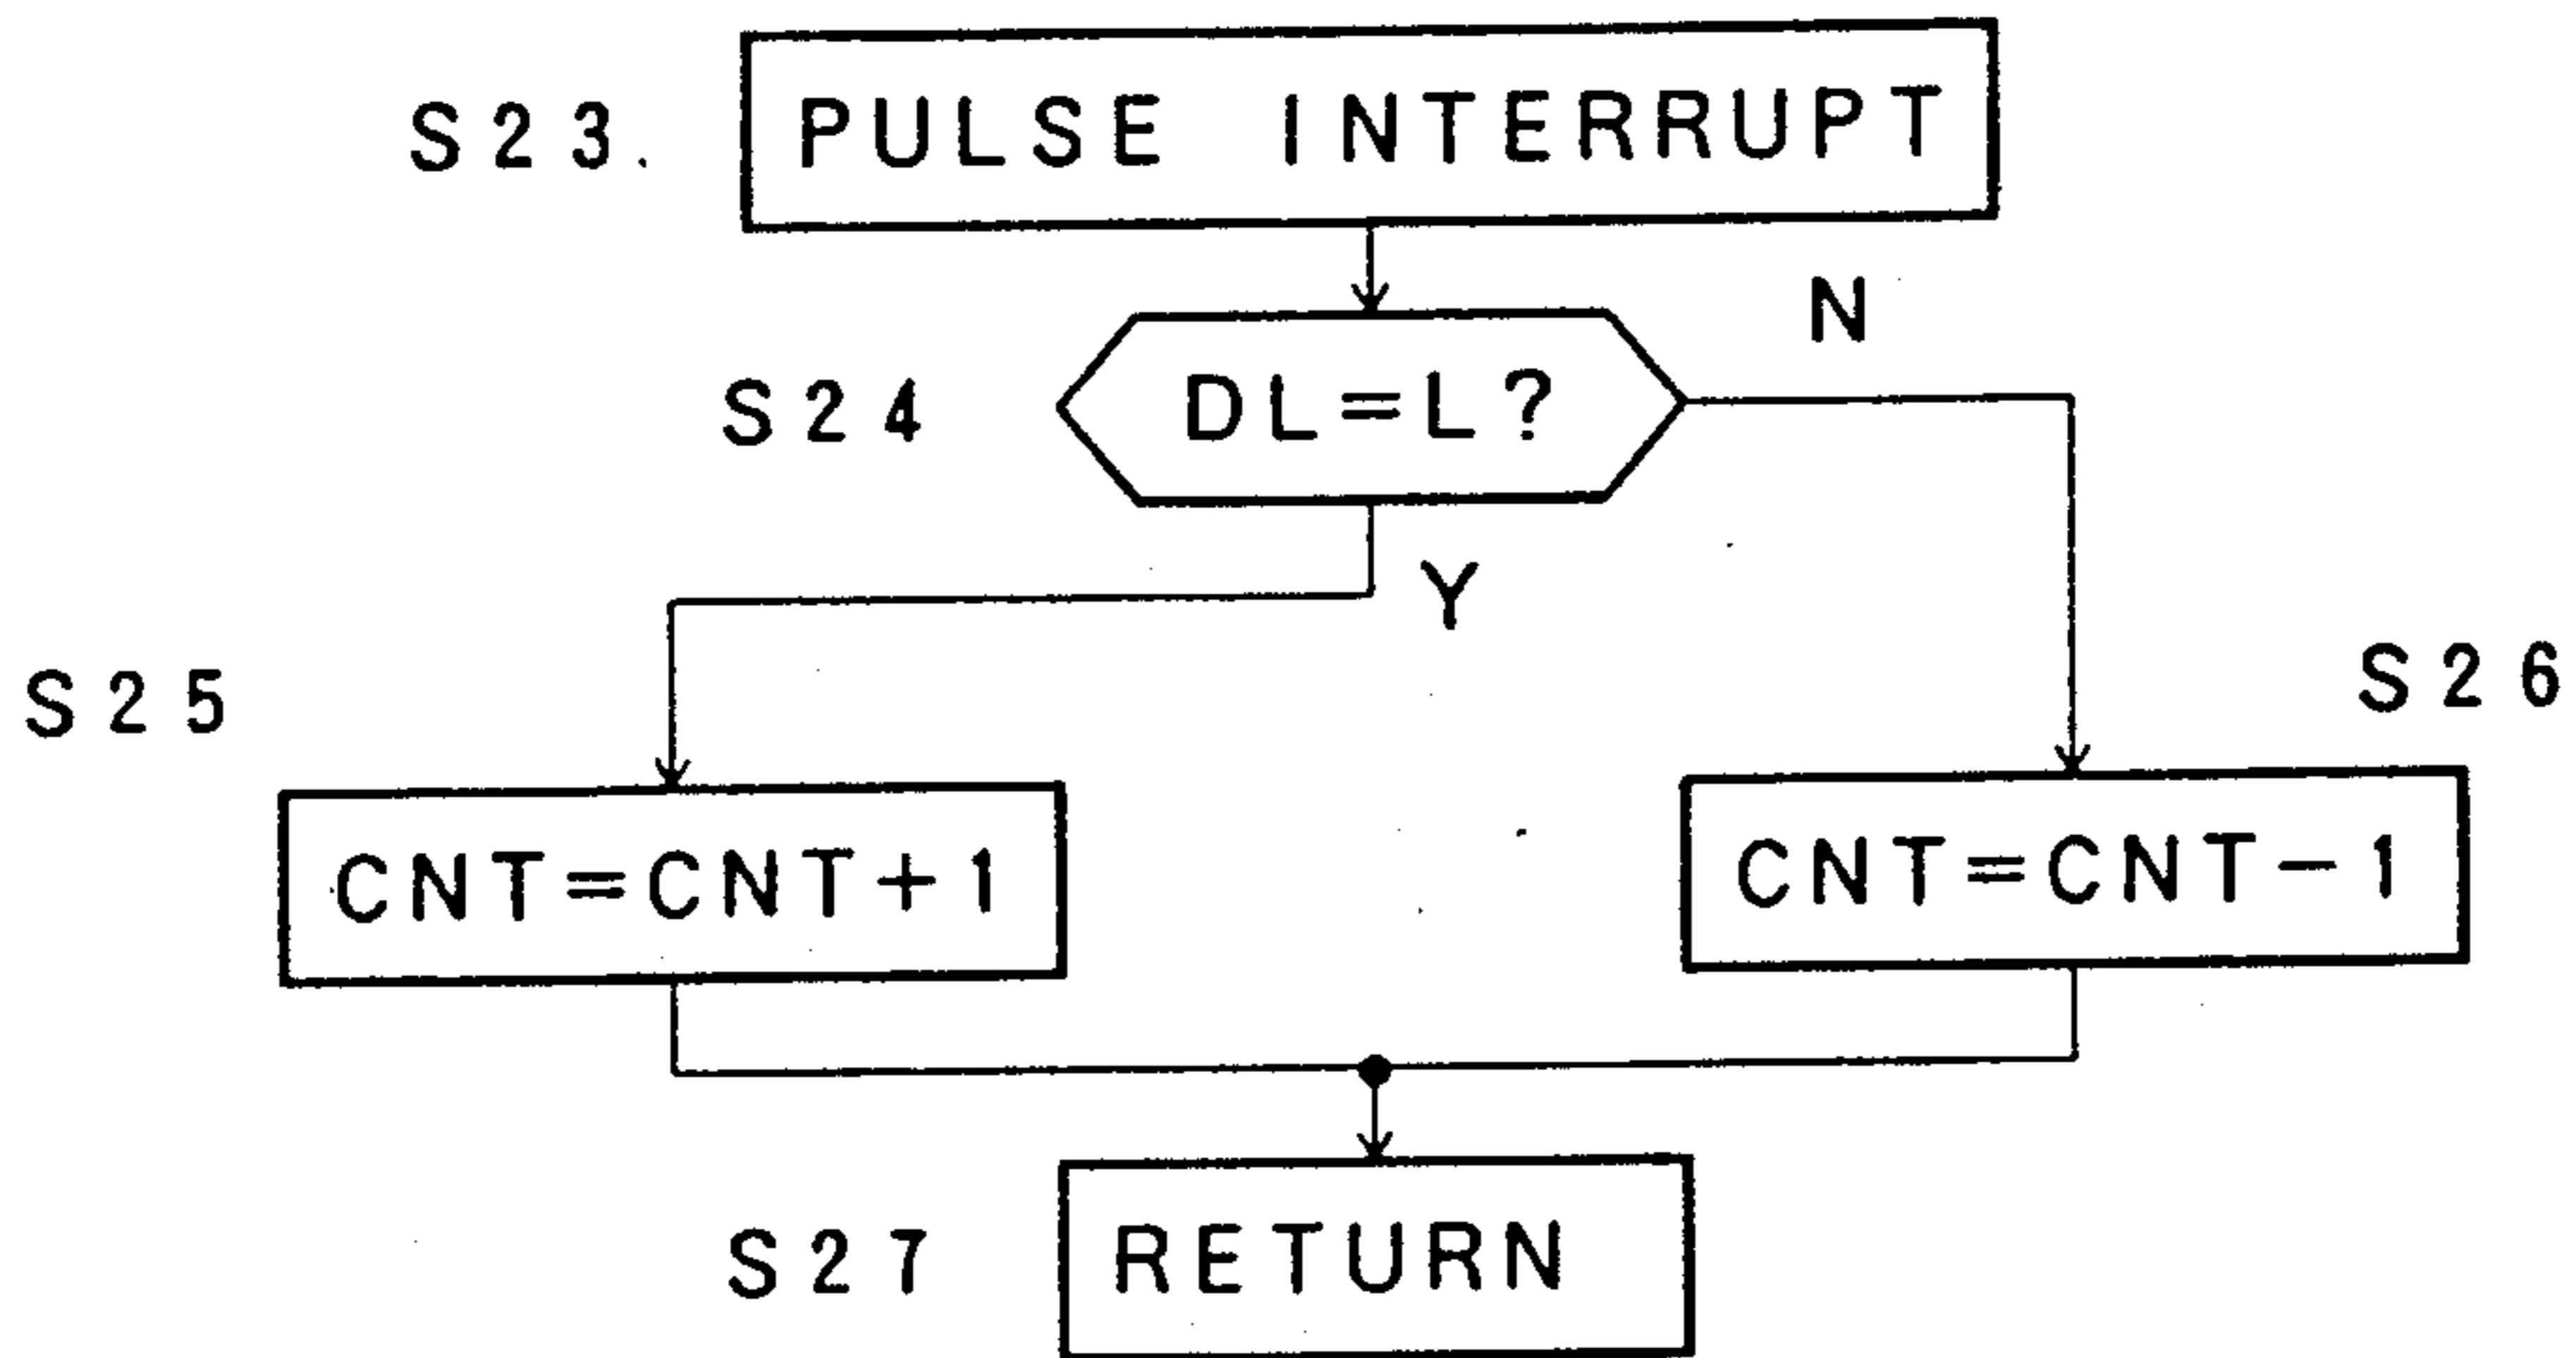 S23. PULSE INTERRUPT
N
S24 DL=L?
Y
S25 S26
CNT=CNT+1 CNT=CNT-1
S27 RETURN